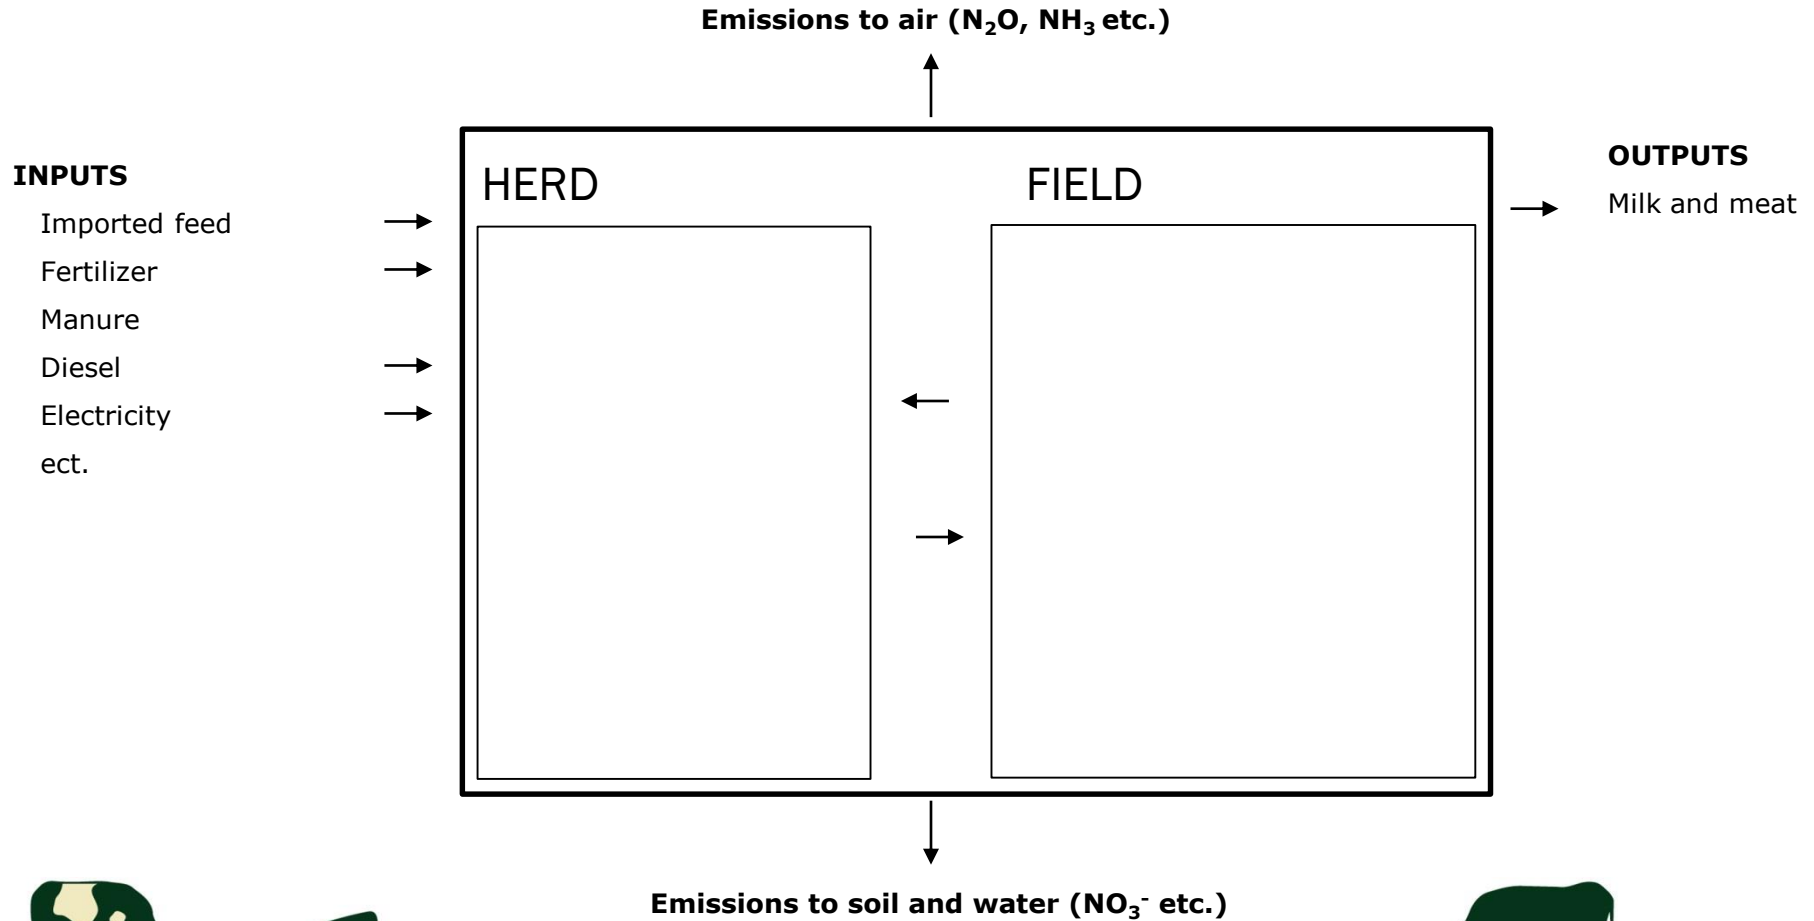 Emissions to air (N₂O, NH₃ etc.)
INPUTS
Imported feed
Fertilizer
Manure
Diesel
Electricity
ect.
HERD
FIELD
OUTPUTS
Milk and meat
Emissions to soil and water (NO₃⁻ etc.)